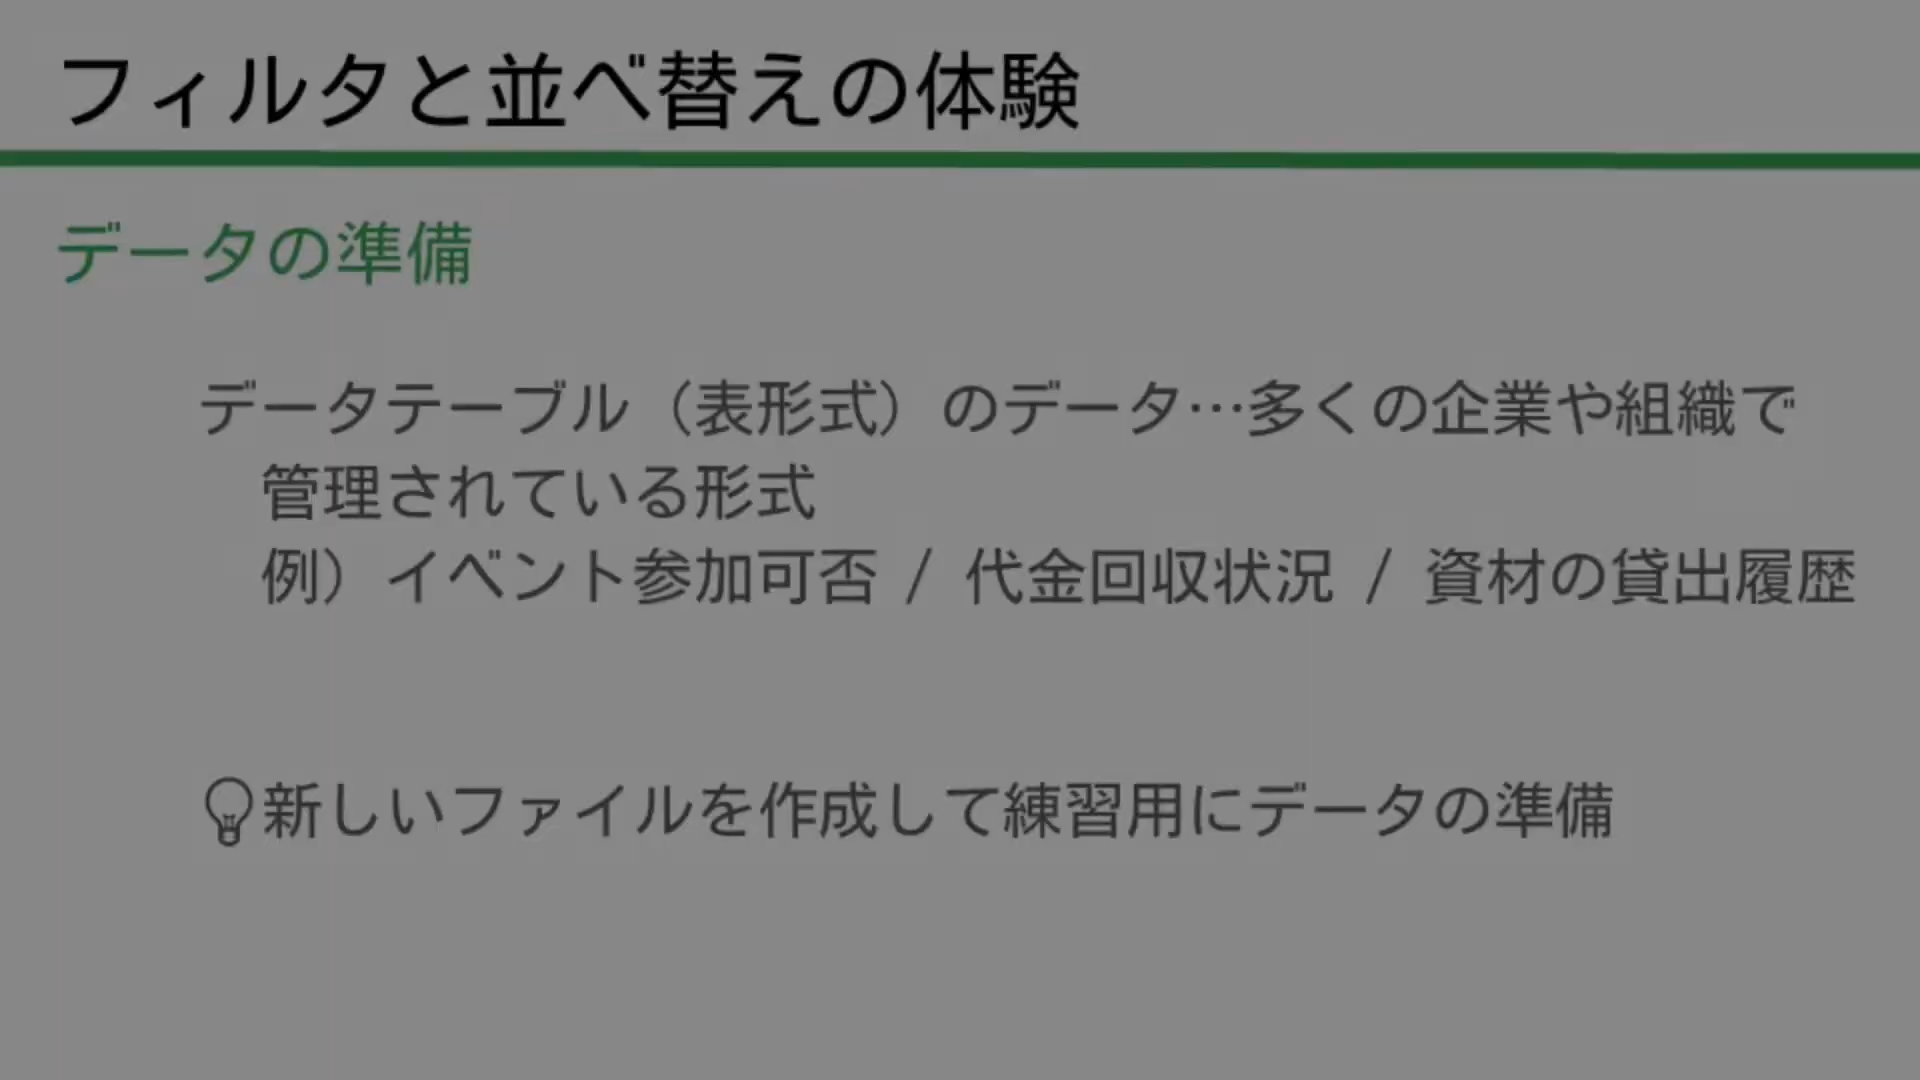 フィルタと並べ替えの体験
データの準備
データテーブル（表形式）のデータ…多くの企業や組織で
管理されている形式
例）イベント参加可否 / 代金回収状況 / 資材の貸出履歴
新しいファイルを作成して練習用にデータの準備